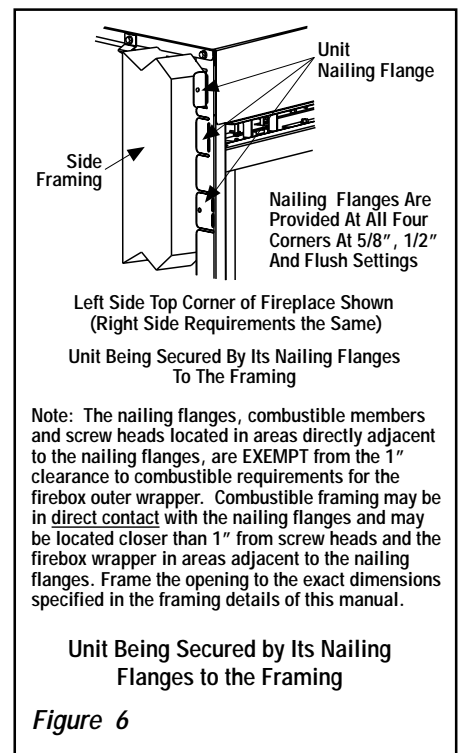 Unit
Nailing Flange
Side
Framing
Nailing Flanges Are
Provided At All Four
Corners At 5/8", 1/2"
And Flush Settings
Left Side Top Corner of Fireplace Shown
(Right Side Requirements the Same)
Unit Being Secured By Its Nailing Flanges
To The Framing
Note: The nailing flanges, combustible members
and screw heads located in areas directly adjacent
to the nailing flanges, are EXEMPT from the 1"
clearance to combustible requirements for the
firebox outer wrapper. Combustible framing may be
in direct contact with the nailing flanges and may
be located closer than 1" from screw heads and the
firebox wrapper in areas adjacent to the nailing
flanges. Frame the opening to the exact dimensions
specified in the framing details of this manual.
Unit Being Secured by Its Nailing
Flanges to the Framing
Figure 6